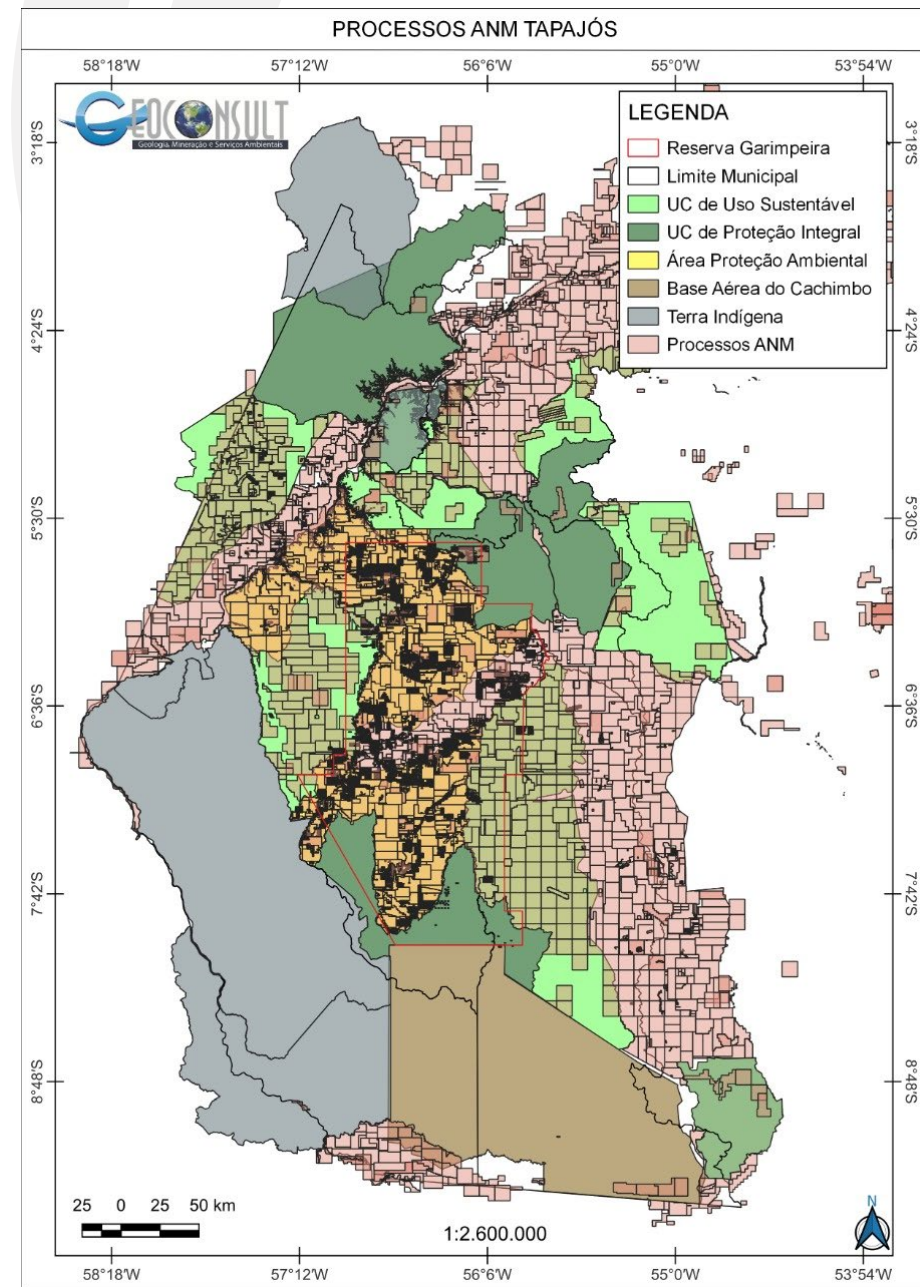 PROCESSOS ANM TAPAJÓS
58°18'W 57°12'W 56°6'W 55°0'W 53°54'W
GEOCONSULT
Geologia, Mineração e Serviços Ambientais
LEGENDA
Reserva Garimpeira
Limite Municipal
UC de Uso Sustentável
UC de Proteção Integral
Área Proteção Ambiental
Base Aérea do Cachimbo
Terra Indígena
Processos ANM
3°18'S 3°18'S
4°24'S 4°24'S
5°30'S 5°30'S
6°36'S 6°36'S
7°42'S 7°42'S
8°48'S 8°48'S
25 0 25 50 km
1:2.600.000
N
58°18'W 57°12'W 56°6'W 55°0'W 53°54'W